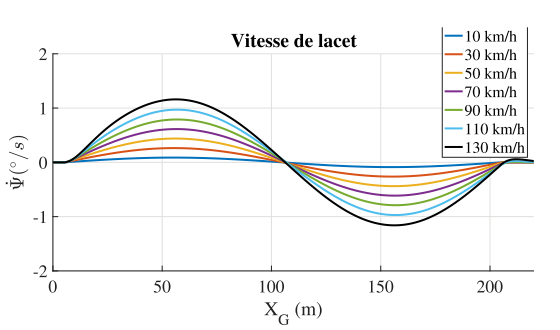 Vitesse de lacet
10 km/h
30 km/h
50 km/h
70 km/h
90 km/h
110 km/h
130 km/h
2
1
0
-1
-2
Ψ̇ (°/s)
0 50 100 150 200
X_G (m)